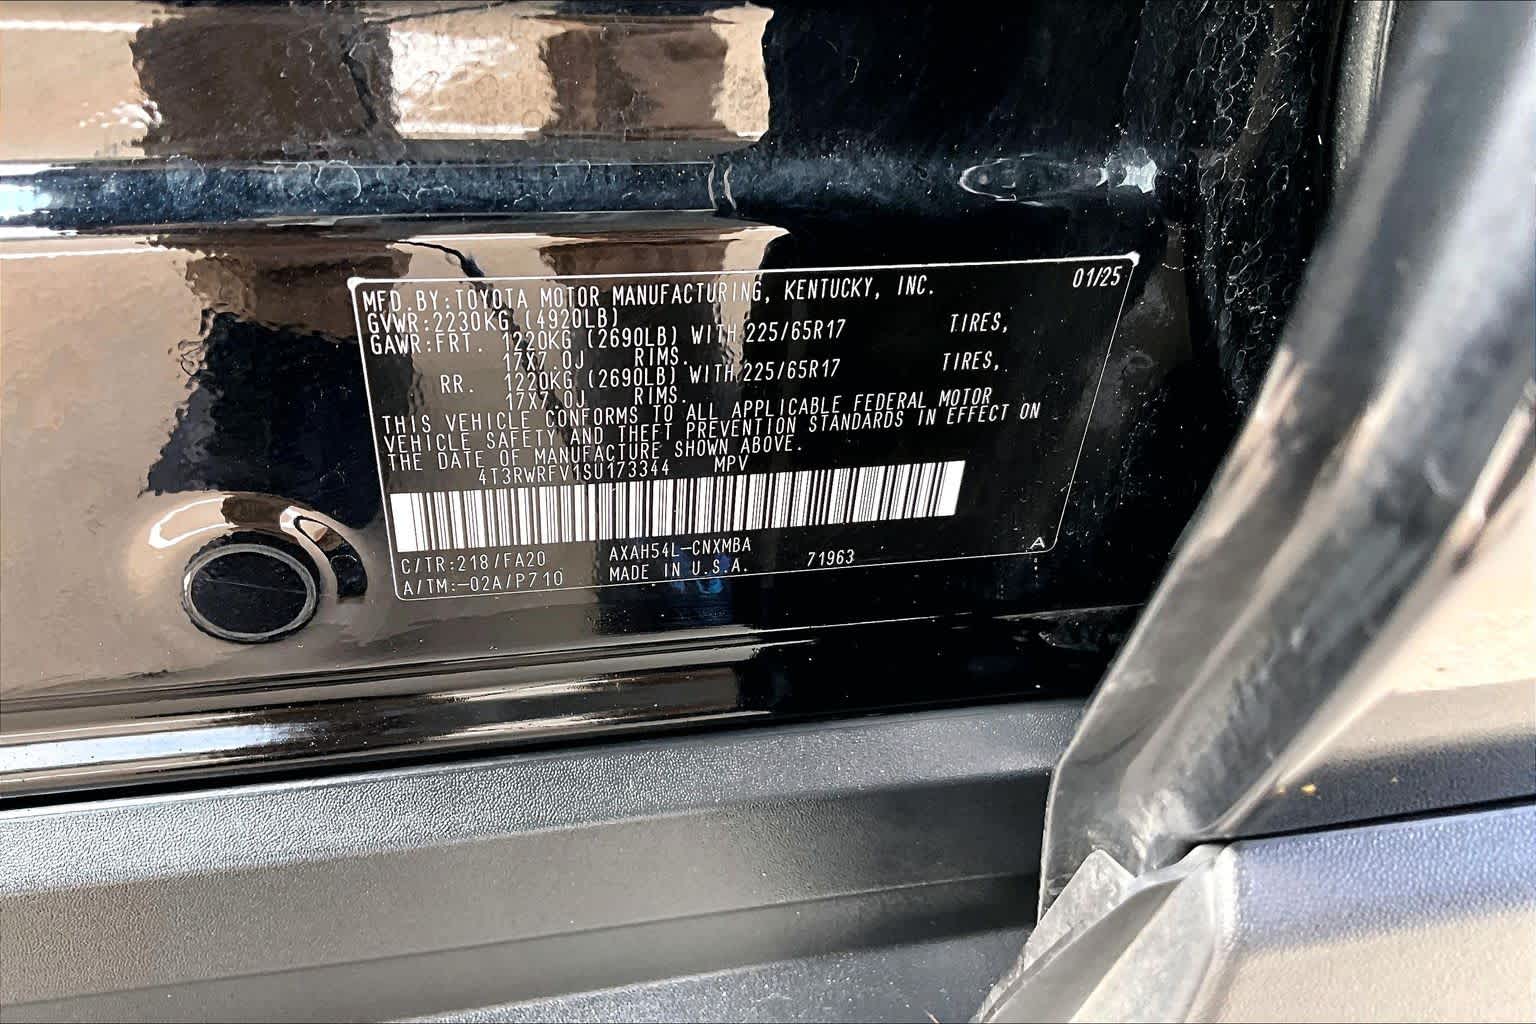 MFD.BY:TOYOTA MOTOR MANUFACTURING, KENTUCKY, INC. 01/25
GVWR:2230KG (4920LB)
GAWR:FRT. 1220KG (2690LB) WITH 225/65R17 TIRES,
17X7.0J RIMS.
RR. 1220KG (2690LB) WITH 225/65R17 TIRES,
17X7.0J RIMS.
THIS VEHICLE CONFORMS TO ALL APPLICABLE FEDERAL MOTOR
VEHICLE SAFETY AND THEFT PREVENTION STANDARDS IN EFFECT ON
THE DATE OF MANUFACTURE SHOWN ABOVE.
4T3RWRFV1SU173344 MPV
C/TR:218/FA20 AXAH54L-CNXMBA
A/TM:-02A/P710 MADE IN U.S.A. 71963 A